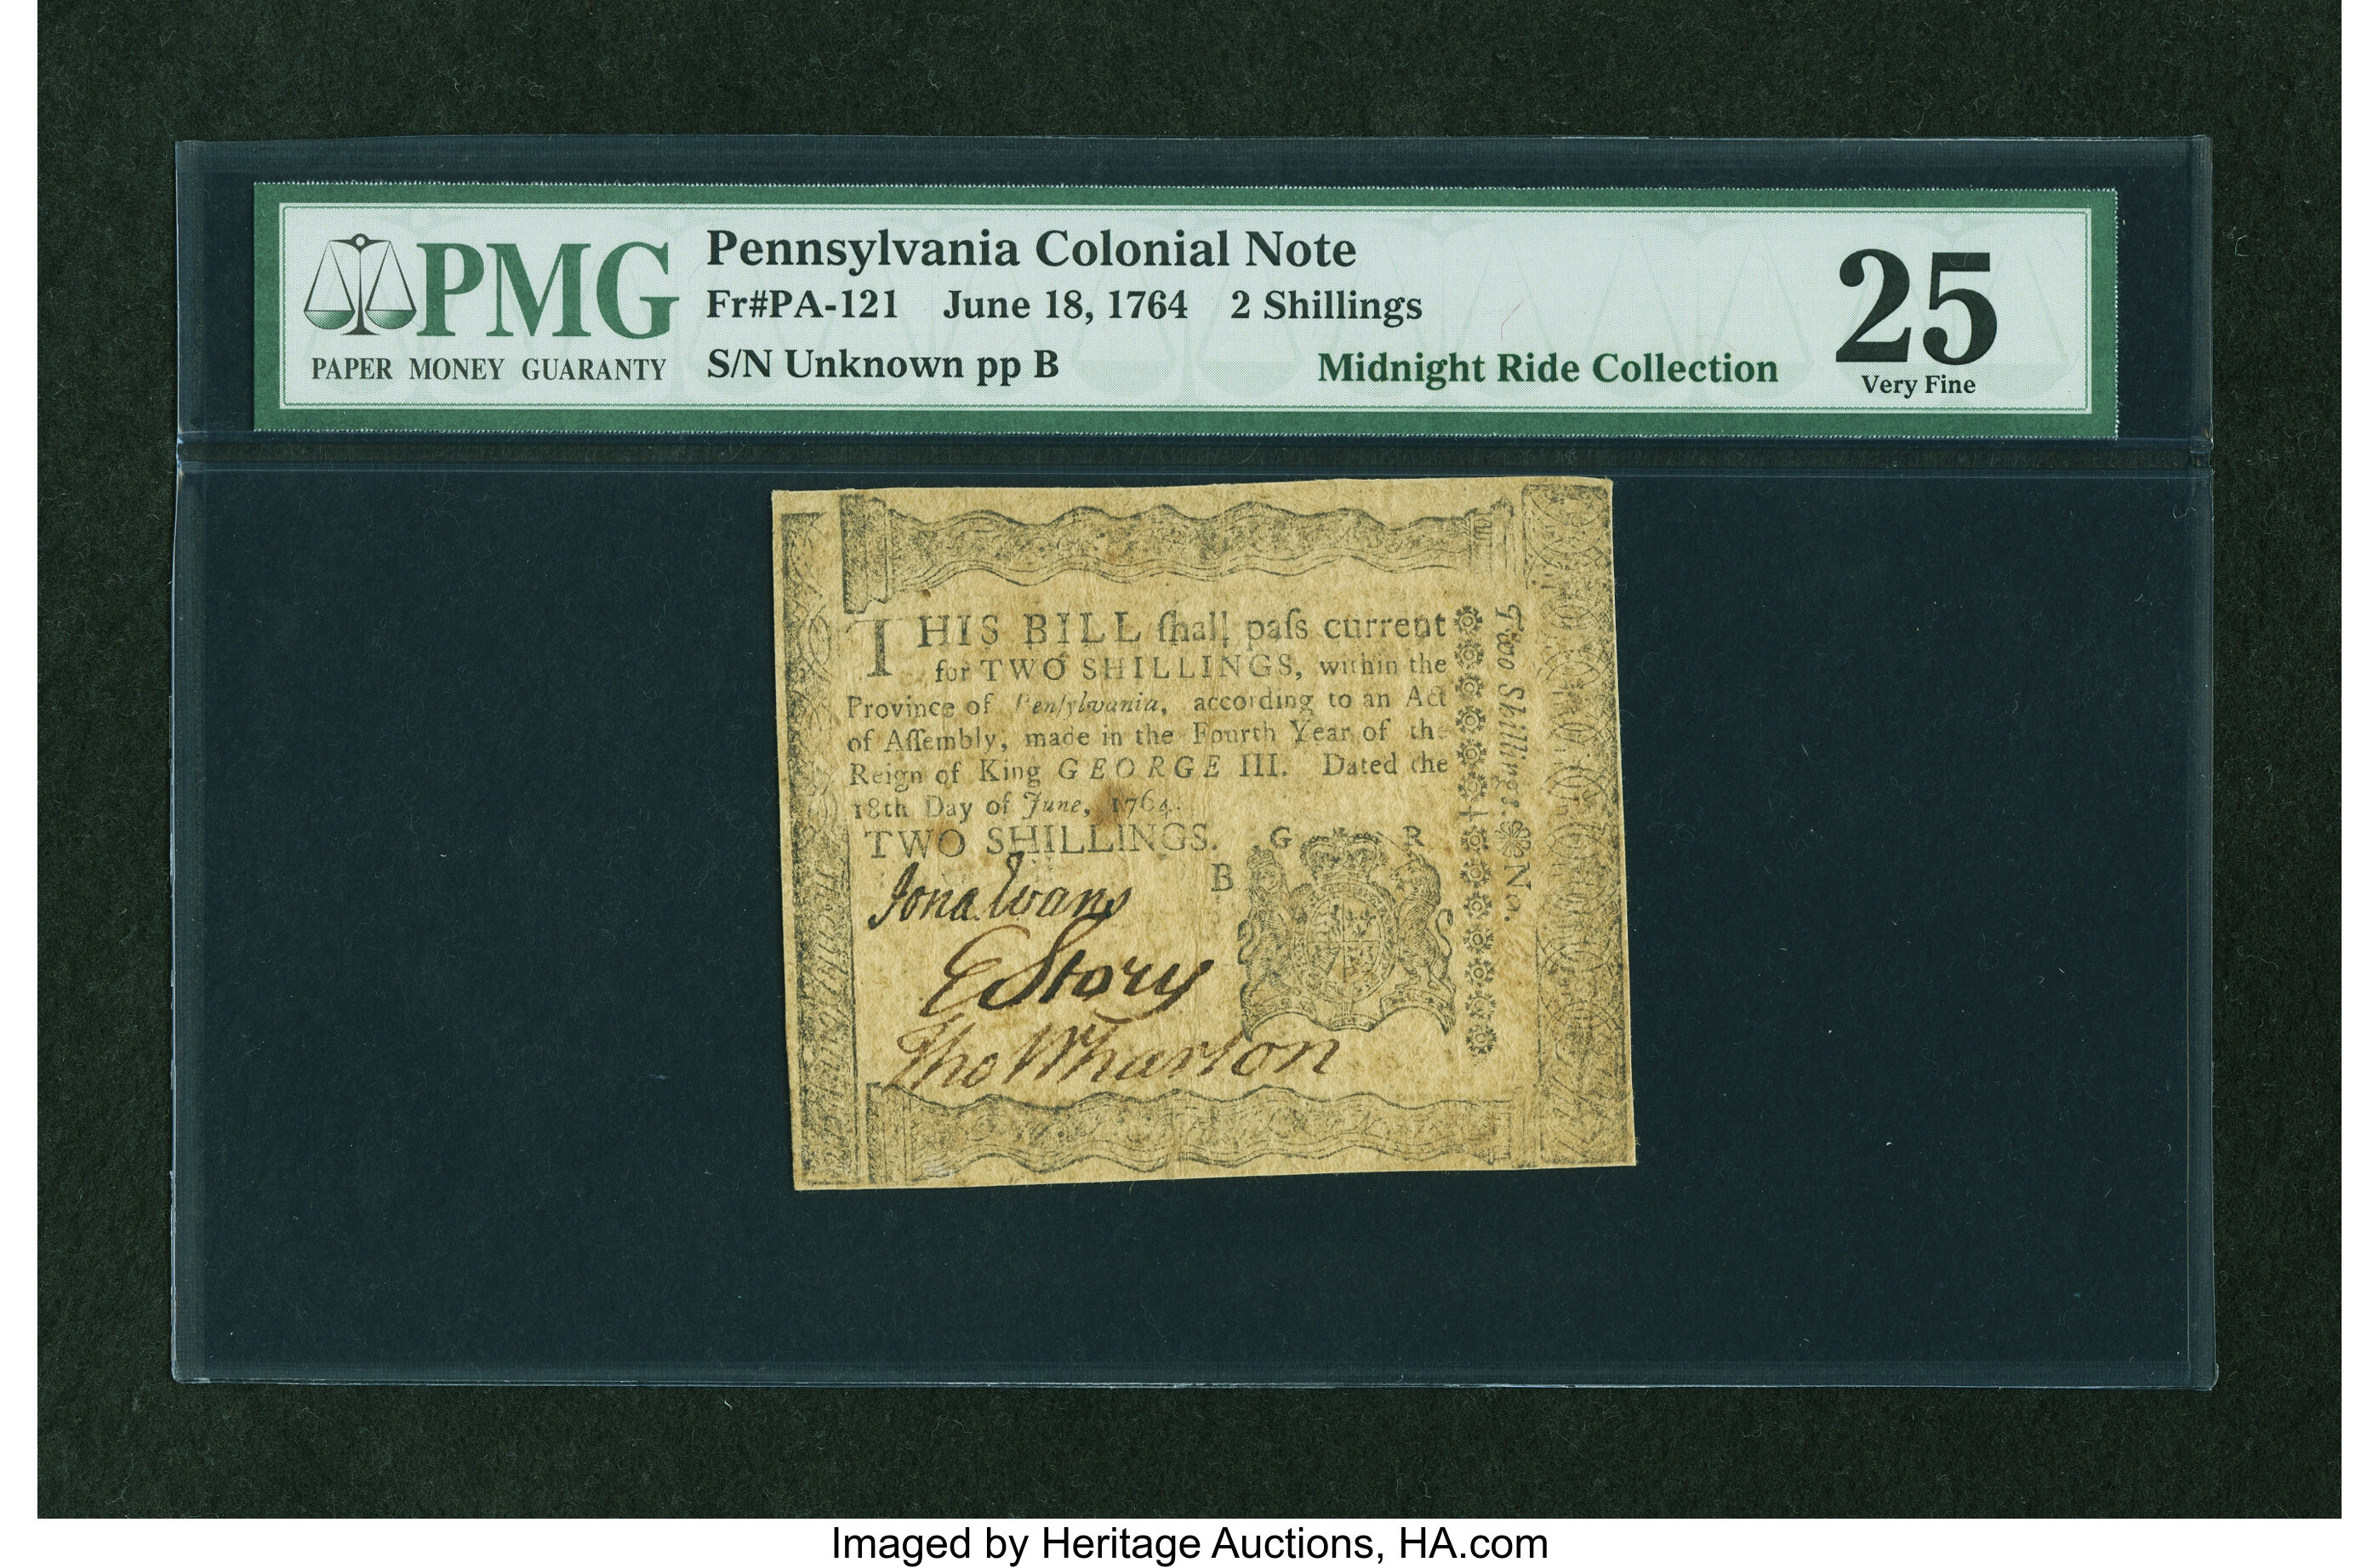 PMG
PAPER MONEY GUARANTY
Pennsylvania Colonial Note
Fr#PA-121 June 18, 1764 2 Shillings
S/N Unknown pp B
Midnight Ride Collection
25
Very Fine
THIS BILL ſhall paſs current
for TWO SHILLINGS, within the
Province of Penſylvania, according to an Act
of Aſſembly, made in the Fourth Year of the
Reign of King GEORGE III. Dated the
18th Day of June, 1764.
TWO SHILLINGS.
G R
B
Jona Evans
E Story
Tho Wharton
Two Shillings.
No.
Imaged by Heritage Auctions, HA.com